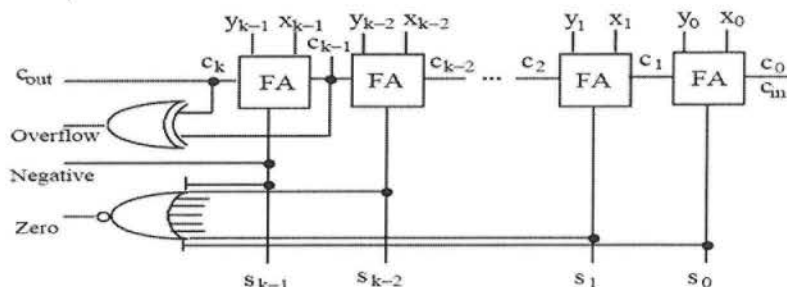 y_{k-1} x_{k-1} c_{k-1} y_{k-2} x_{k-2} y_1 x_1 y_0 x_0
c_out c_k FA FA c_{k-2} ... c_2 FA c_1 FA c_0
c_in
Overflow
Negative
Zero
s_{k-1} s_{k-2} s_1 s_0